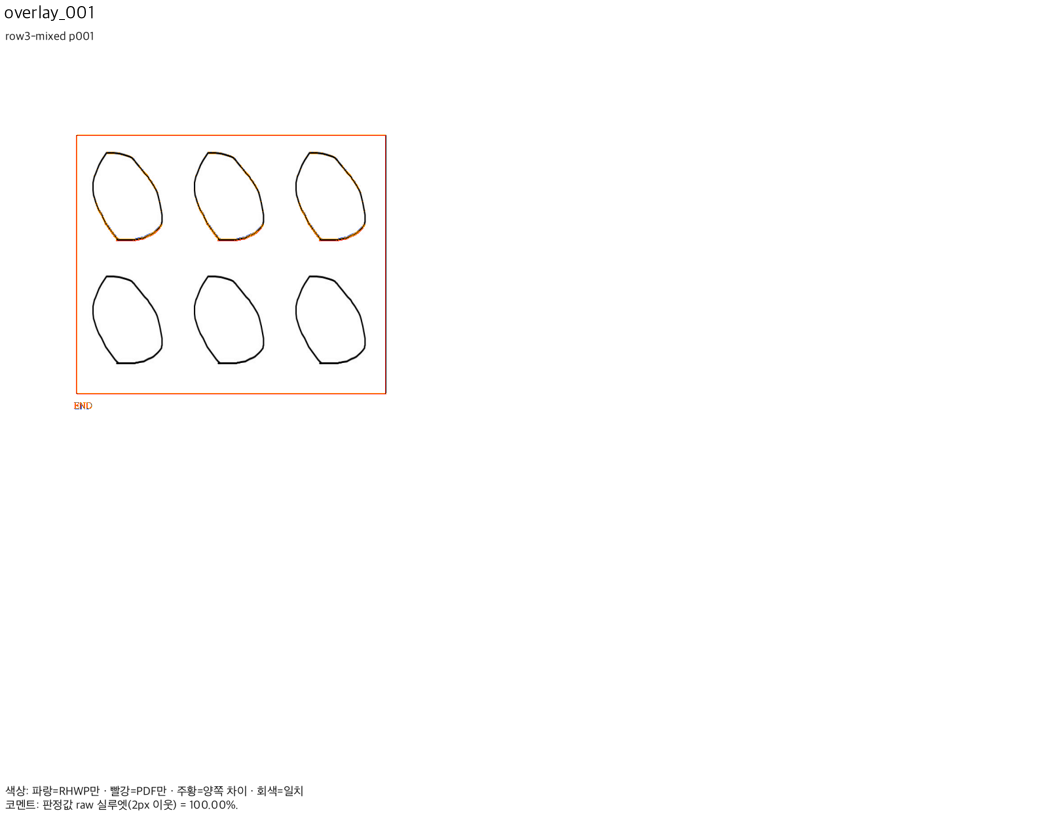 overlay_001
row3-mixed p001
END
색상: 파랑=RHWP만 · 빨강=PDF만 · 주황=양쪽 차이 · 회색=일치
코멘트: 판정값 raw 실루엣(2px 이웃) = 100.00%.